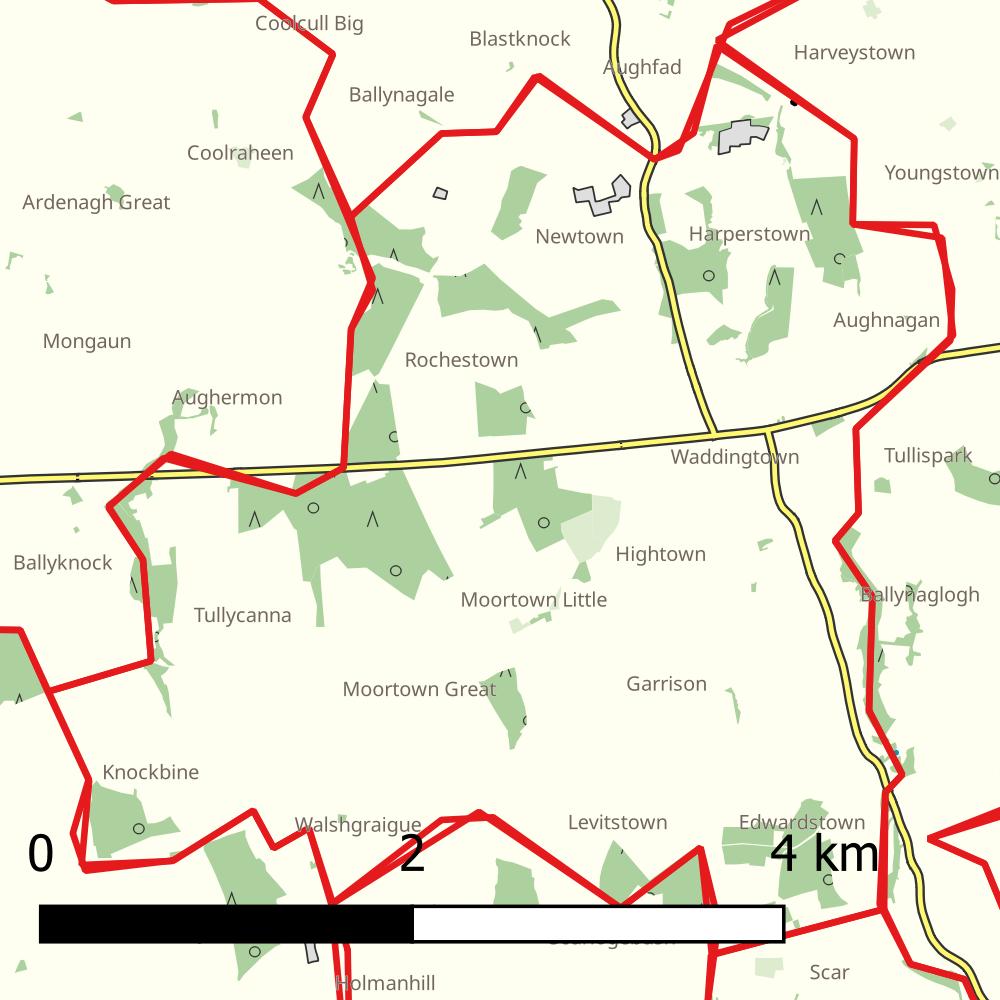 Coolcull Big
Blastknock
Harveystown
Aughfad
Ballynagale
Coolraheen
Youngstown
Ardenagh Great
Newtown
Harperstown
Aughnagan
Mongaun
Rochestown
Aughermon
Waddingtown
Tullispark
Hightown
Ballyknock
Ballynaglogh
Moortown Little
Tullycanna
Garrison
Moortown Great
Knockbine
Walshgraigue
Levitstown
Edwardstown
0 2 4 km
Scar
Holmanhill